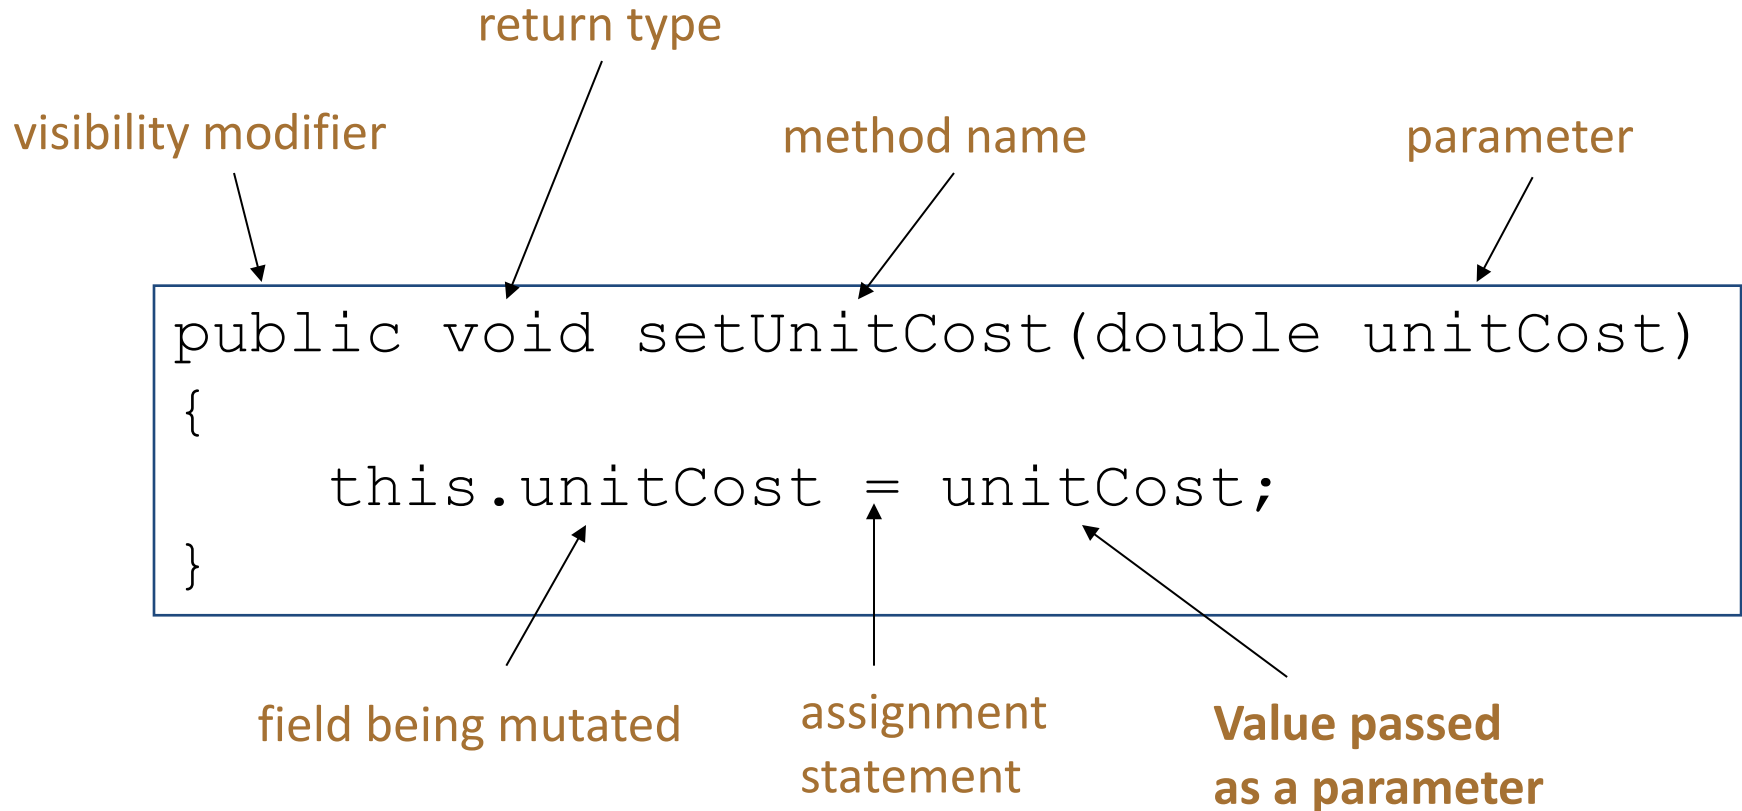 return type
visibility modifier
method name
parameter
public void setUnitCost(double unitCost)
{
this.unitCost = unitCost;
}
field being mutated
assignment
statement
Value passed
as a parameter